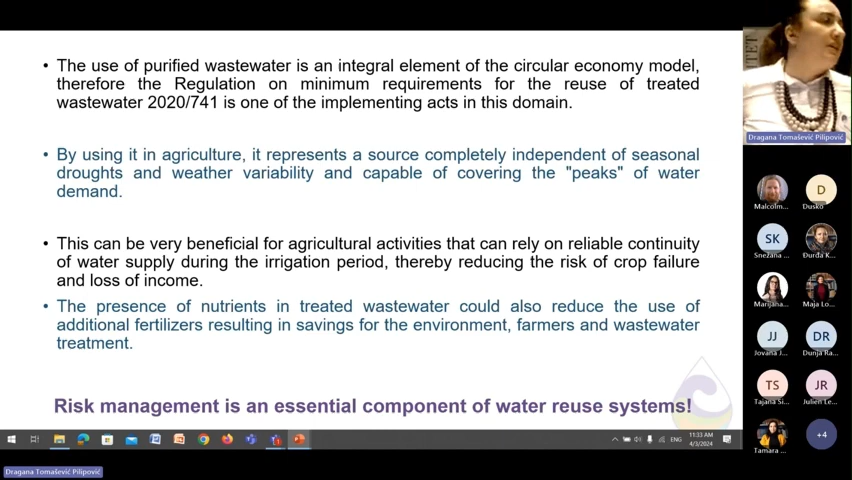 • The use of purified wastewater is an integral element of the circular economy model,
therefore the Regulation on minimum requirements for the reuse of treated
wastewater 2020/741 is one of the implementing acts in this domain.
• By using it in agriculture, it represents a source completely independent of seasonal
droughts and weather variability and capable of covering the "peaks" of water
demand.
• This can be very beneficial for agricultural activities that can rely on reliable continuity
of water supply during the irrigation period, thereby reducing the risk of crop failure
and loss of income.
• The presence of nutrients in treated wastewater could also reduce the use of
additional fertilizers resulting in savings for the environment, farmers and wastewater
treatment.
Risk management is an essential component of water reuse systems!
ENG
11:33 AM
4/3/2024
Dragana Tomašević Pilipović
Dragana Tomašević Pilipović
Malcolm...
D
Dusko
SK
Snezana ...
Đurđa K...
Marijana...
Maja Lo...
JJ
Jovana J...
DR
Dunja Ra...
TS
Tajana Si...
JR
Julien Le...
Tamara ...
+4